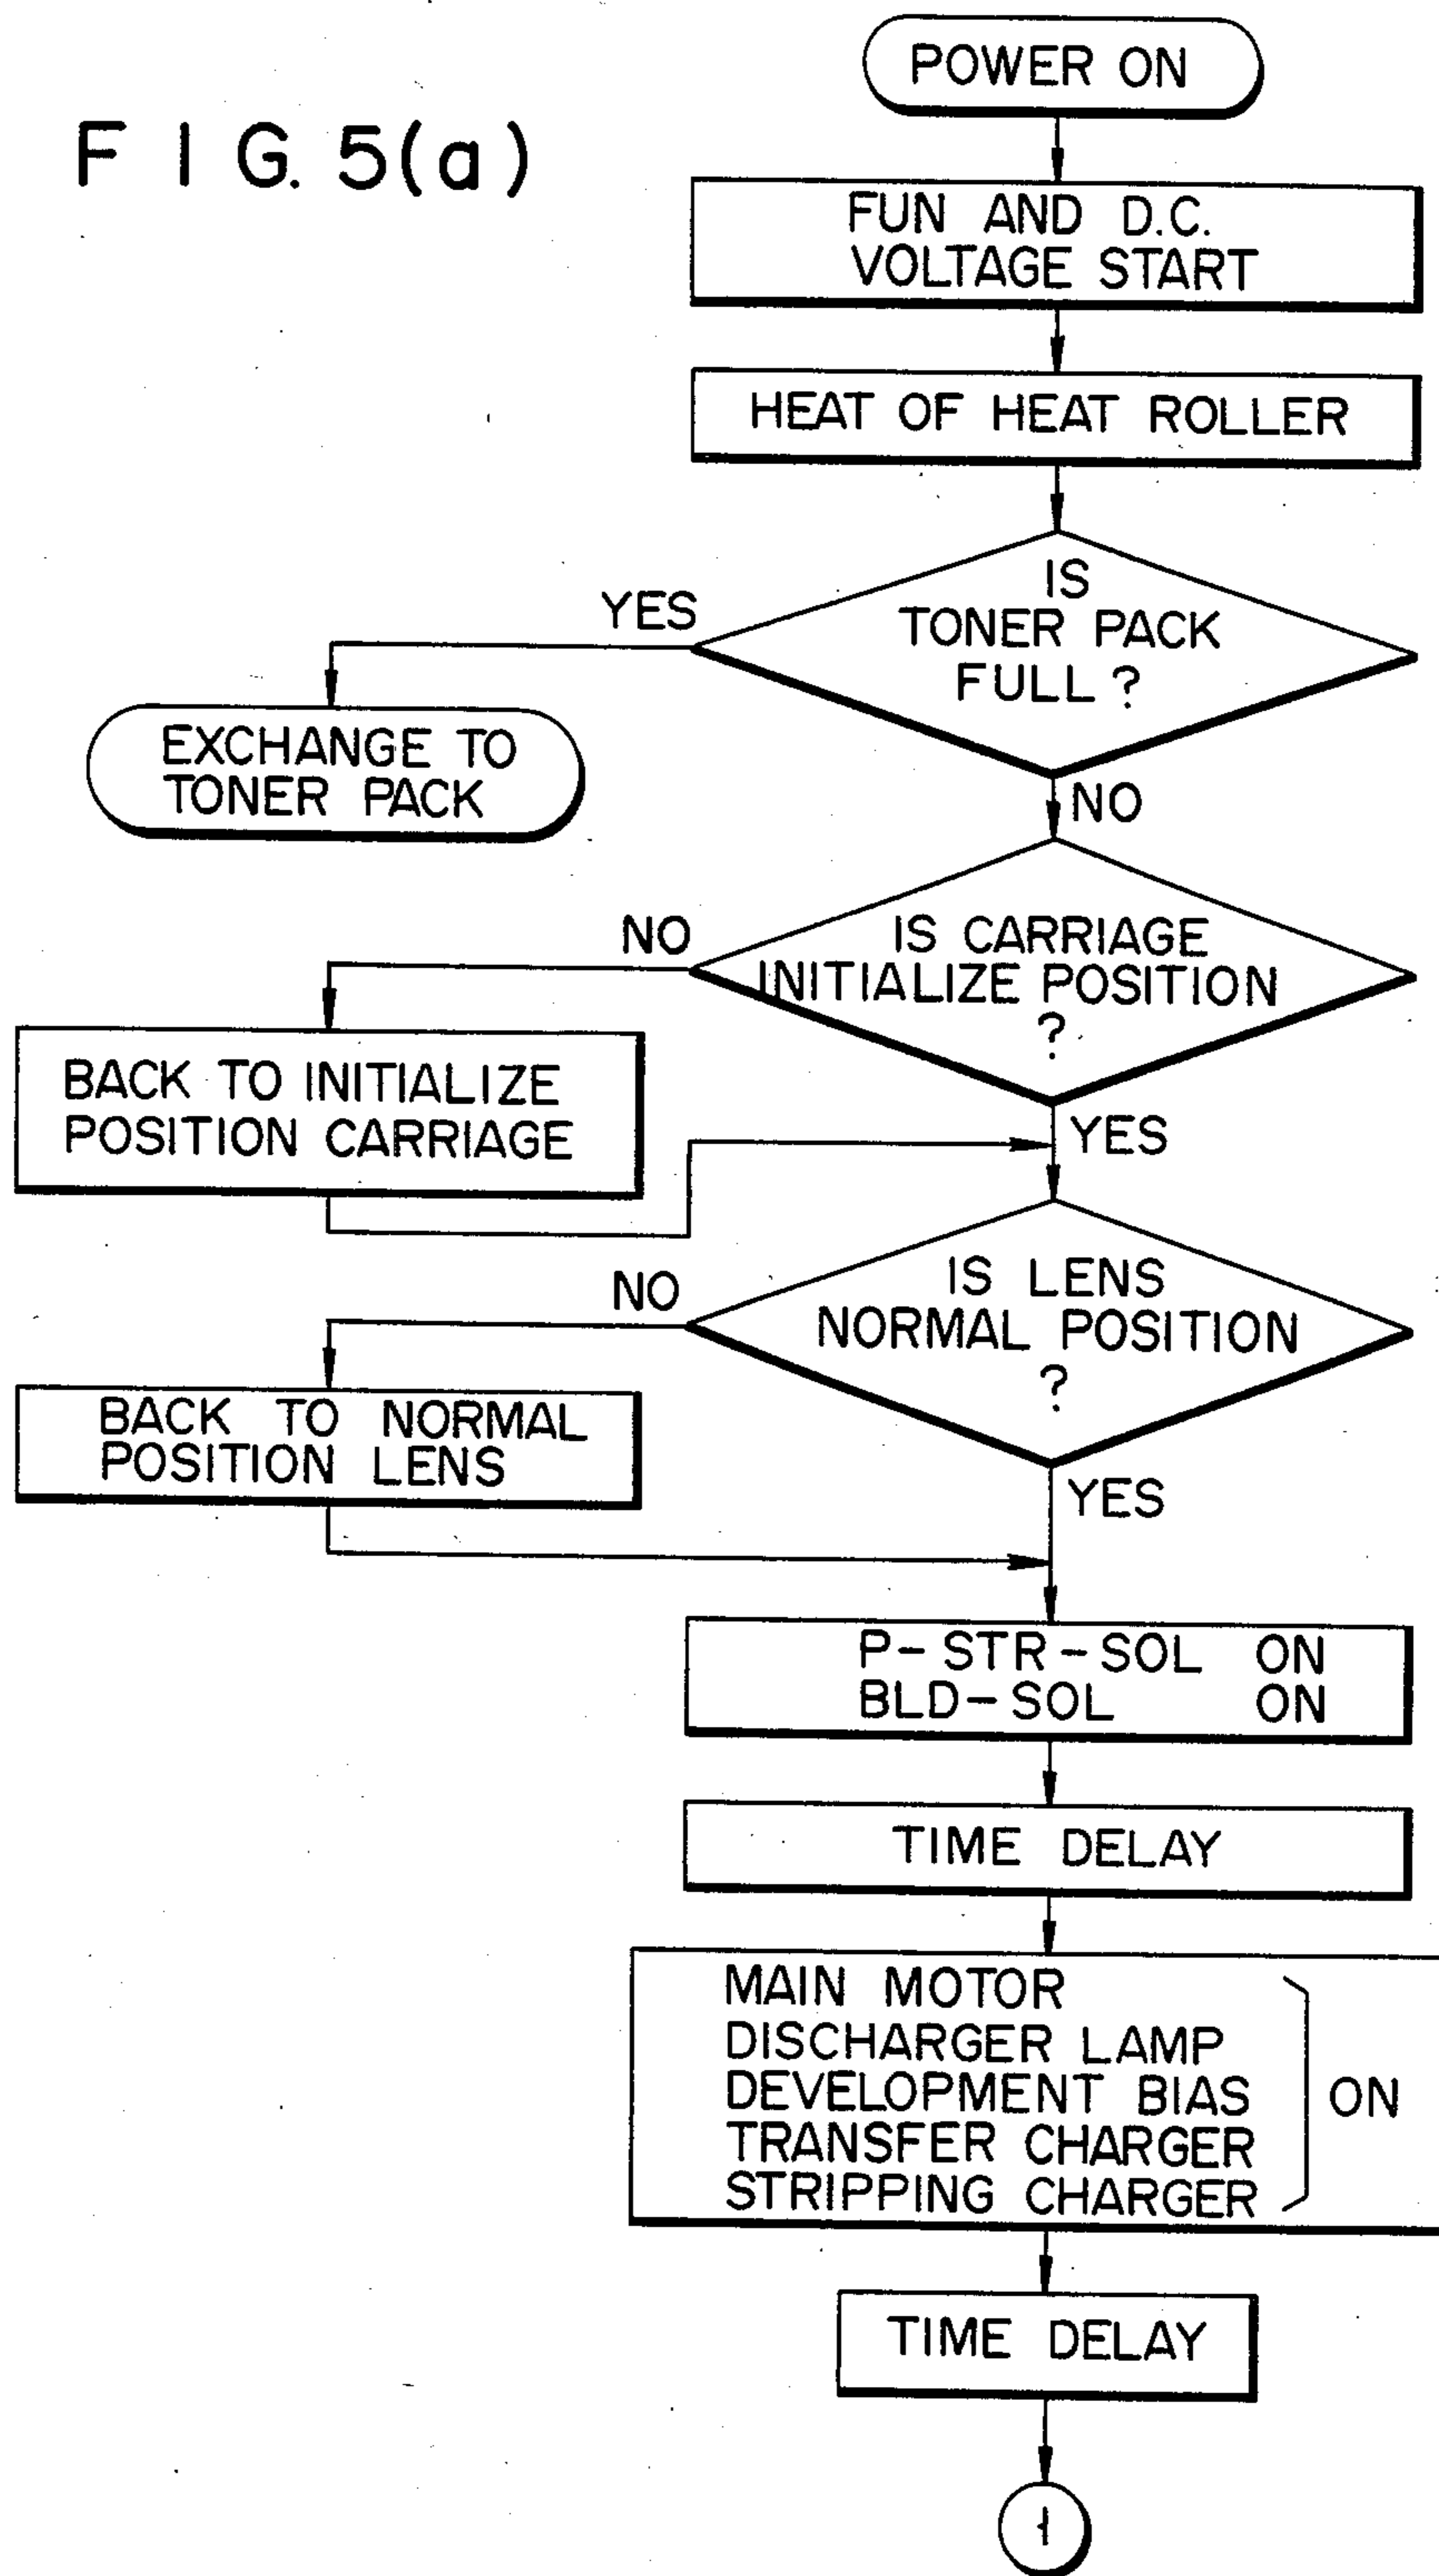 FIG. 5(a)
POWER ON
FUN AND D.C.
VOLTAGE START
HEAT OF HEAT ROLLER
IS
TONER PACK
FULL ?
YES
EXCHANGE TO
TONER PACK
NO
IS CARRIAGE
INITIALIZE POSITION
?
NO
BACK TO INITIALIZE
POSITION CARRIAGE
YES
IS LENS
NORMAL POSITION
?
NO
BACK TO NORMAL
POSITION LENS
YES
P-STR-SOL ON
BLD-SOL ON
TIME DELAY
MAIN MOTOR
DISCHARGER LAMP
DEVELOPMENT BIAS
TRANSFER CHARGER
STRIPPING CHARGER
ON
TIME DELAY
1